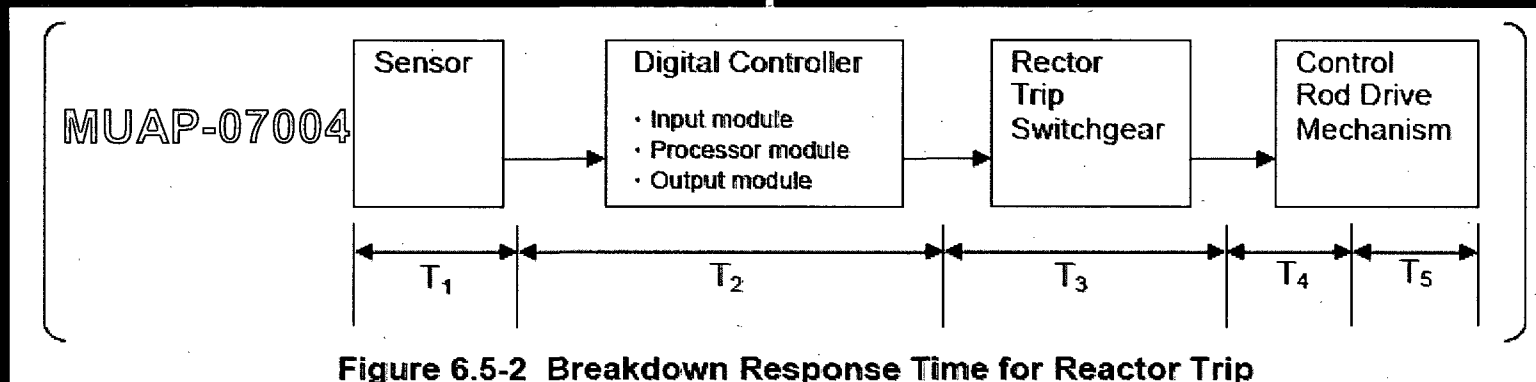 MUAP-07004
Sensor
Digital Controller
· Input module
· Processor module
· Output module
Rector
Trip
Switchgear
Control
Rod Drive
Mechanism
T₁
T₂
T₃
T₄
T₅
Figure 6.5-2 Breakdown Response Time for Reactor Trip